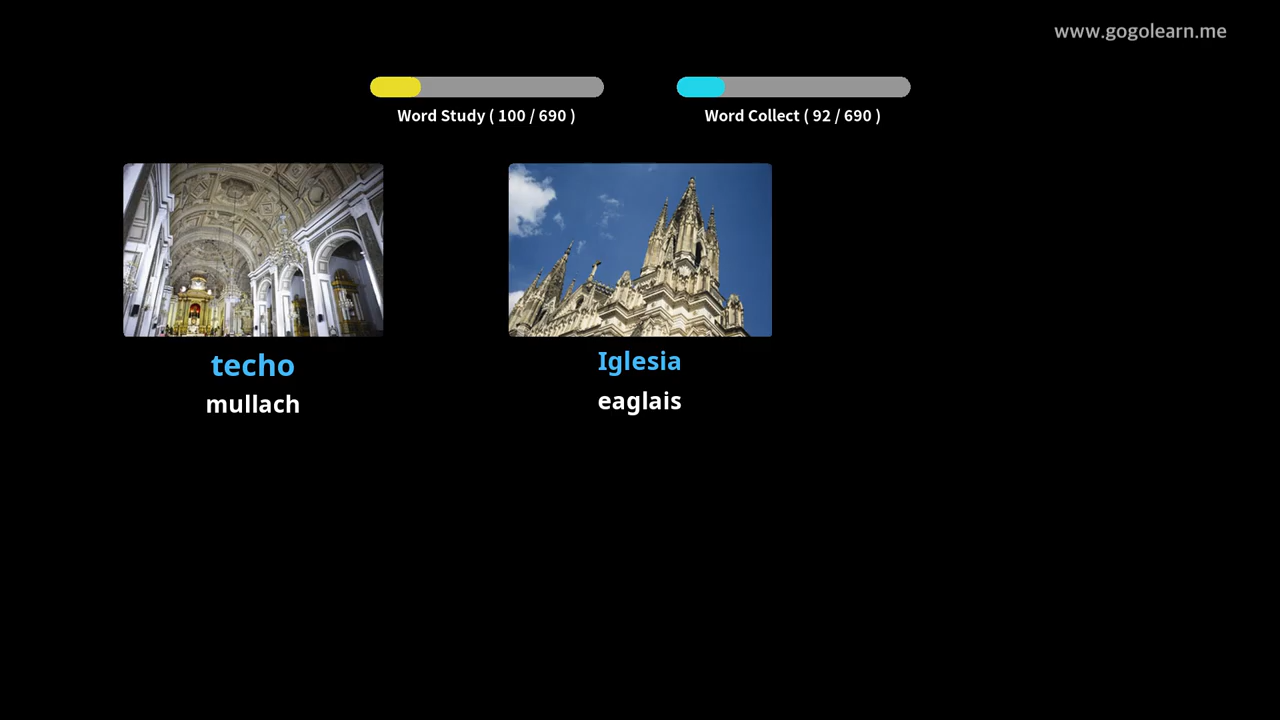 www.gogolearn.me
Word Study ( 100 / 690 )
Word Collect ( 92 / 690 )
techo
mullach
Iglesia
eaglais